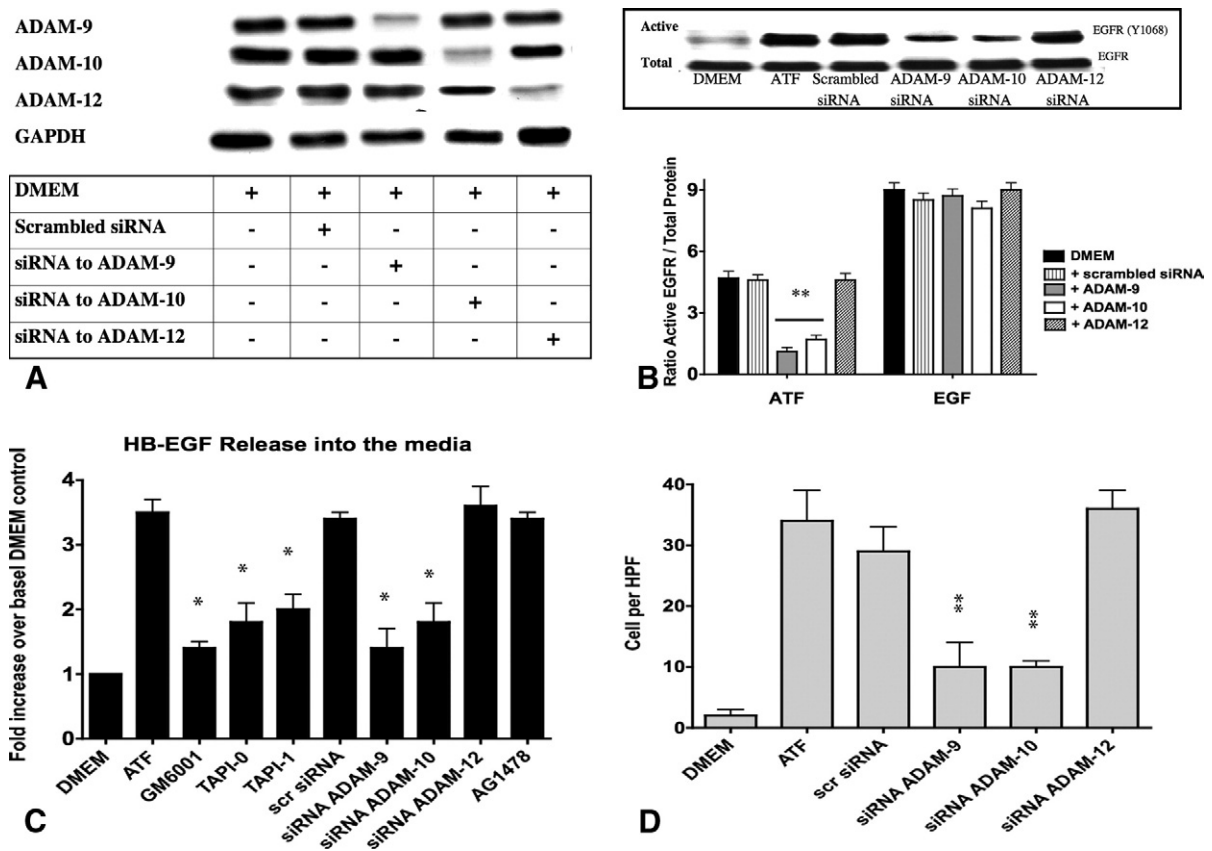 ADAM-9
ADAM-10
ADAM-12
GAPDH
DMEM + + + + +
Scrambled siRNA - + - - -
siRNA to ADAM-9 - - + - -
siRNA to ADAM-10 - - - + -
siRNA to ADAM-12 - - - - +
A
Active EGFR (Y1068)
Total EGFR
DMEM ATF Scrambled ADAM-9 ADAM-10 ADAM-12
siRNA siRNA siRNA siRNA
Ratio Active EGFR / Total Protein
9
6
3
0
**
ATF EGF
DMEM
+ scrambled siRNA
+ ADAM-9
+ ADAM-10
+ ADAM-12
B
HB-EGF Release into the media
Fold increase over basel DMEM control
4
3
2
1
0
* * * * *
DMEM
ATF
GM6001
TAPI-0
TAPI-1
scr siRNA
siRNA ADAM-9
siRNA ADAM-10
siRNA ADAM-12
AG1478
C
Cell per HPF
40
30
20
10
0
** **
DMEM
ATF
scr siRNA
siRNA ADAM-9
siRNA ADAM-10
siRNA ADAM-12
D